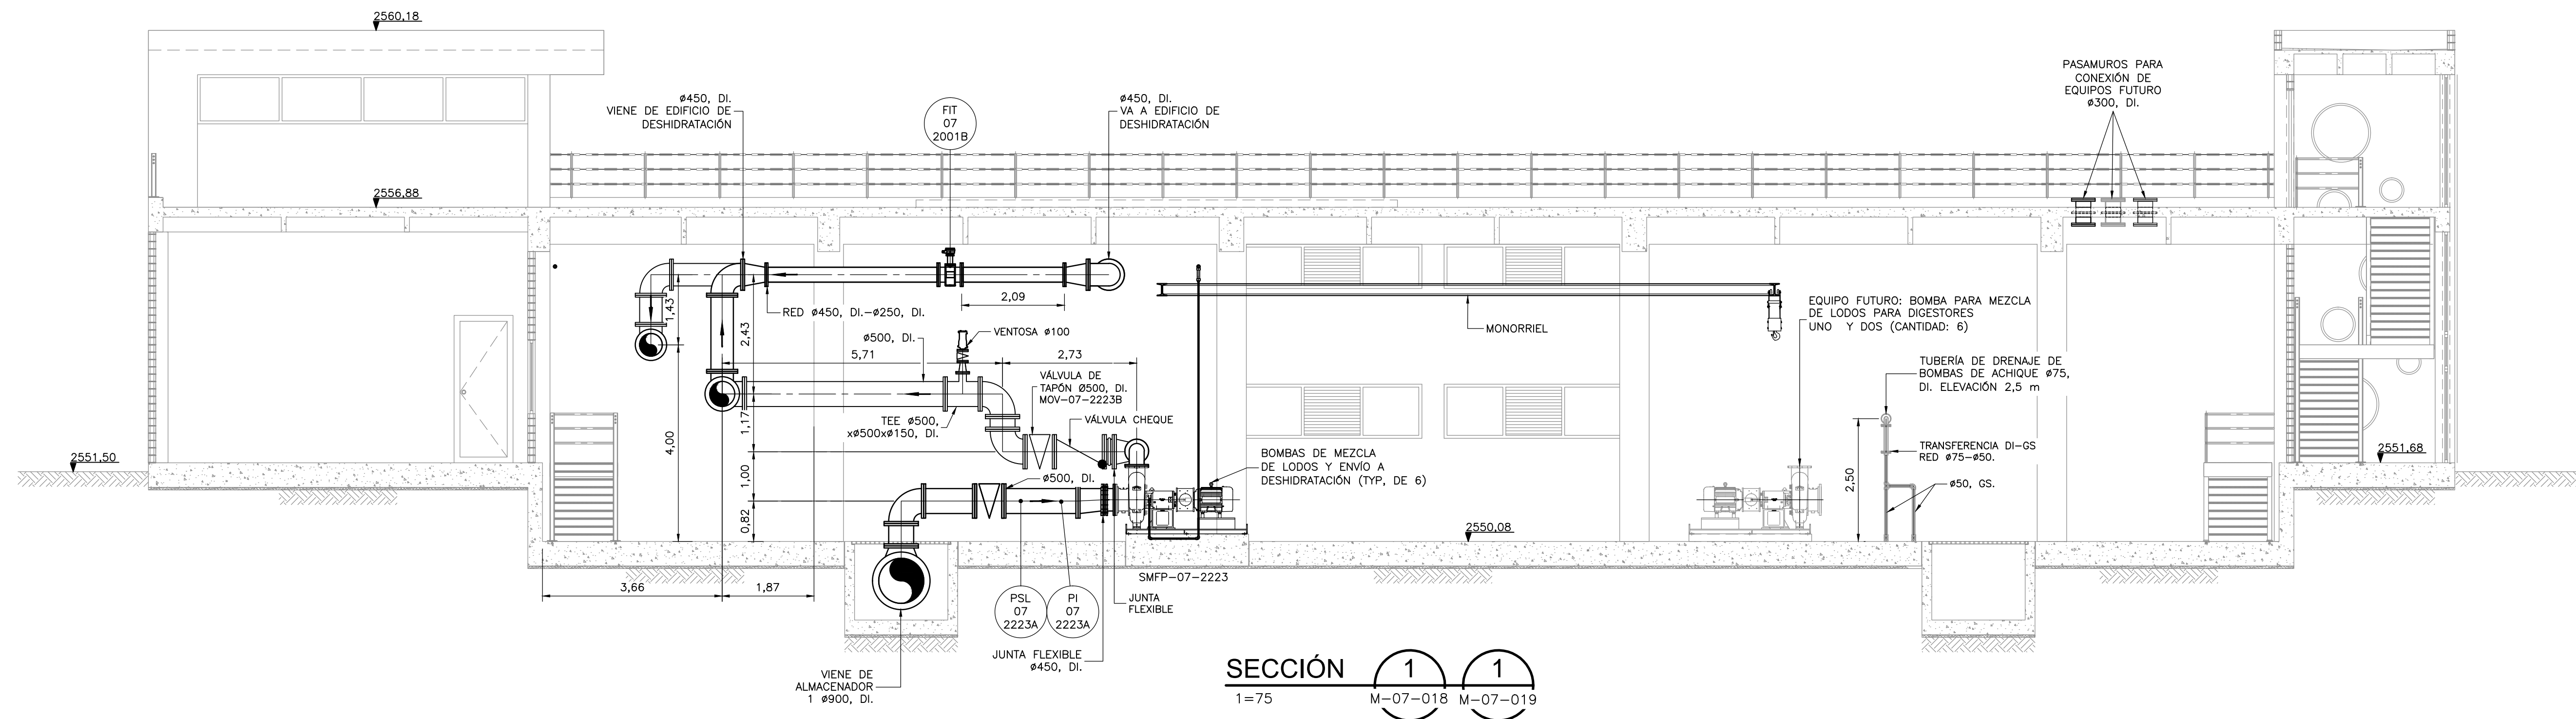 2560,18
PASAMUROS PARA
CONEXIÓN DE
EQUIPOS FUTURO
ø300, DI.
ø450, DI.
VIENE DE EDIFICIO DE
DESHIDRATACIÓN
FIT
07
2001B
ø450, DI.
VA A EDIFICIO DE
DESHIDRATACIÓN
2556,88
1,43
2,43
2,09
RED ø450, DI.-ø250, DI.
VENTOSA ø100
ø500, DI.
5,71
2,73
MONORRIEL
EQUIPO FUTURO: BOMBA PARA MEZCLA
DE LODOS PARA DIGESTORES
UNO Y DOS (CANTIDAD: 6)
TUBERÍA DE DRENAJE DE
BOMBAS DE ACHIQUE ø75,
DI. ELEVACIÓN 2,5 m
VÁLVULA DE
TAPÓN Ø500, DI.
MOV-07-2223B
VÁLVULA CHEQUE
TEE ø500,
xø500xø150, DI.
1,17
4,00
1,00
0,82
ø500, DI.
BOMBAS DE MEZCLA
DE LODOS Y ENVÍO A
DESHIDRATACIÓN (TYP, DE 6)
2,50
TRANSFERENCIA DI-GS
RED ø75-ø50.
ø50, GS.
2551,50
2551,68
2550,08
3,66
1,87
SMFP-07-2223
PSL
07
2223A
PI
07
2223A
JUNTA
FLEXIBLE
JUNTA FLEXIBLE
ø450, DI.
VIENE DE
ALMACENADOR
1 ø900, DI.
SECCIÓN
1=75
1
M-07-018
1
M-07-019